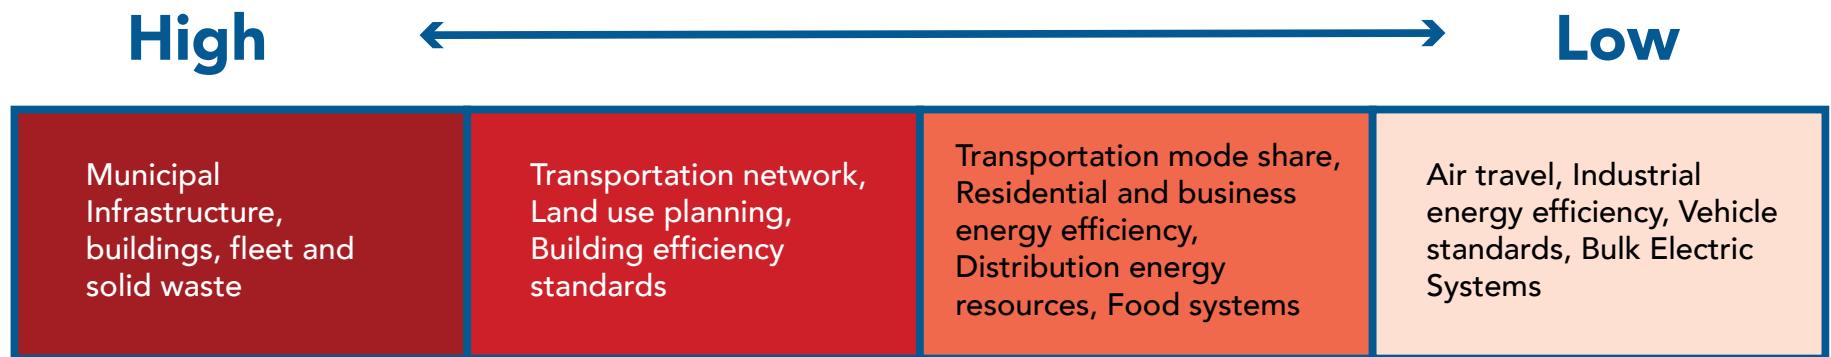 High
Low
Municipal
Infrastructure,
buildings, fleet and
solid waste
Transportation network,
Land use planning,
Building efficiency
standards
Transportation mode share,
Residential and business
energy efficiency,
Distribution energy
resources, Food systems
Air travel, Industrial
energy efficiency, Vehicle
standards, Bulk Electric
Systems